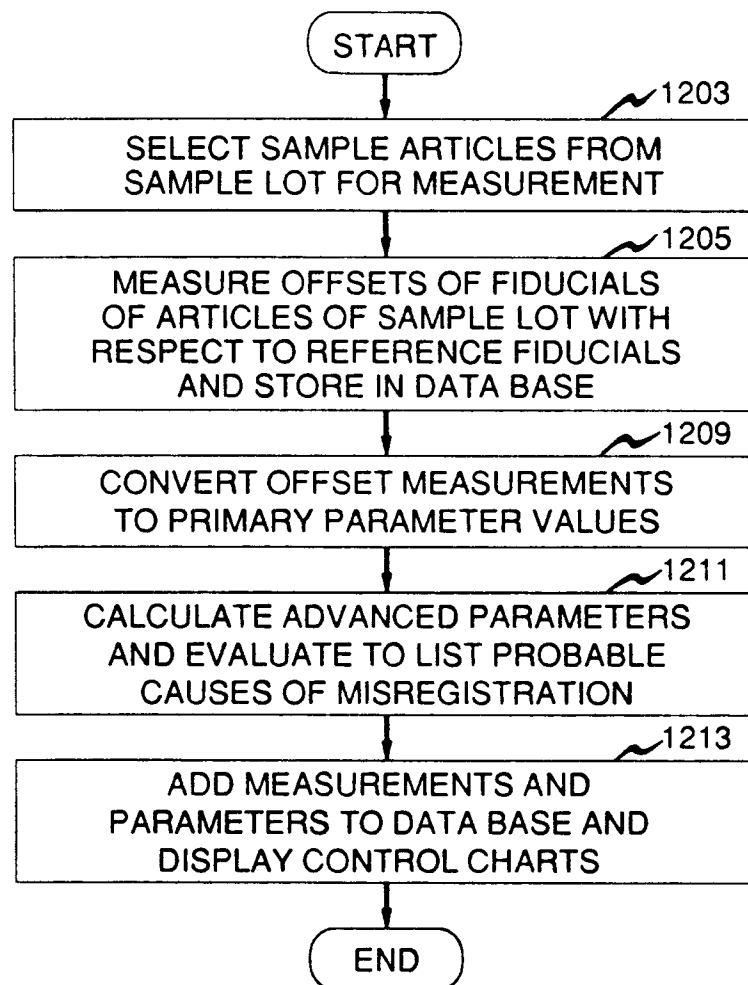 START
1203
SELECT SAMPLE ARTICLES FROM
SAMPLE LOT FOR MEASUREMENT
1205
MEASURE OFFSETS OF FIDUCIALS
OF ARTICLES OF SAMPLE LOT WITH
RESPECT TO REFERENCE FIDUCIALS
AND STORE IN DATA BASE
1209
CONVERT OFFSET MEASUREMENTS
TO PRIMARY PARAMETER VALUES
1211
CALCULATE ADVANCED PARAMETERS
AND EVALUATE TO LIST PROBABLE
CAUSES OF MISREGISTRATION
1213
ADD MEASUREMENTS AND
PARAMETERS TO DATA BASE AND
DISPLAY CONTROL CHARTS
END